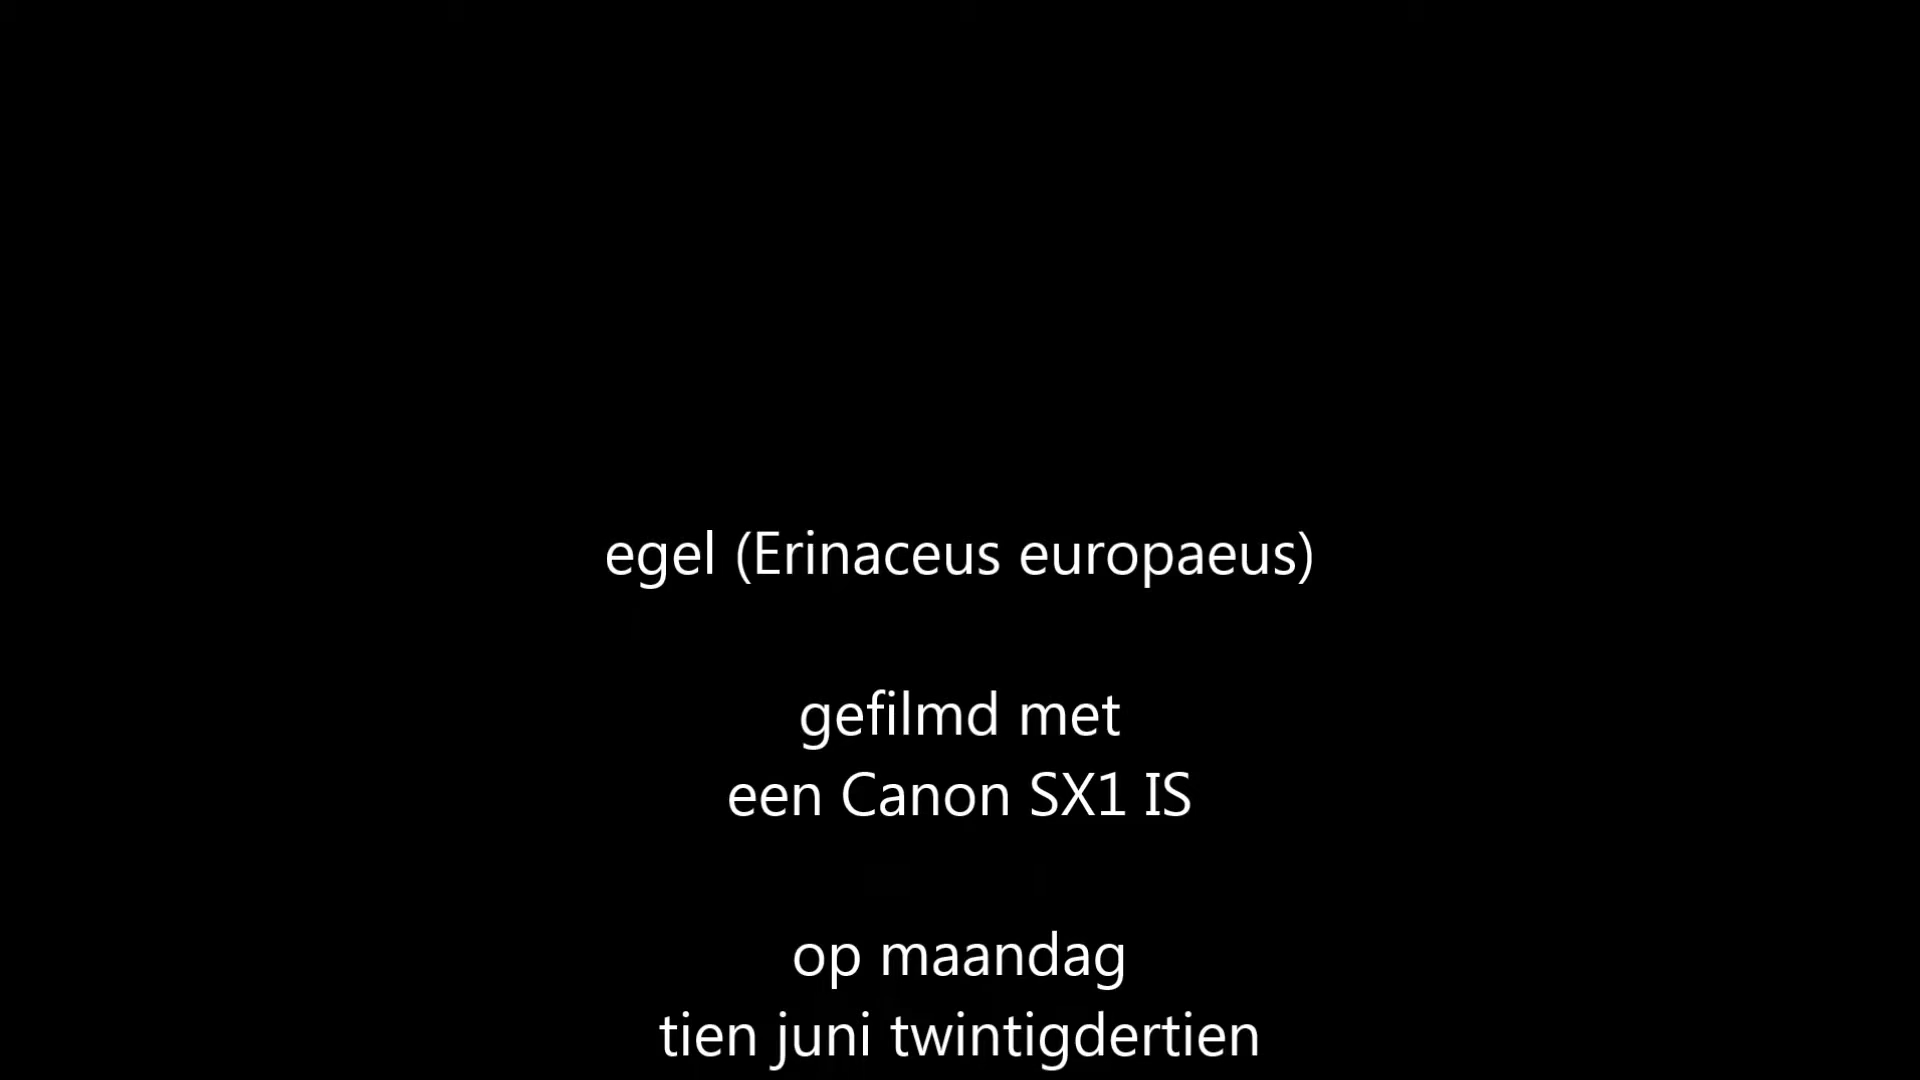 egel (Erinaceus europaeus)
gefilmd met
een Canon SX1 IS
op maandag
tien juni twintigdertien